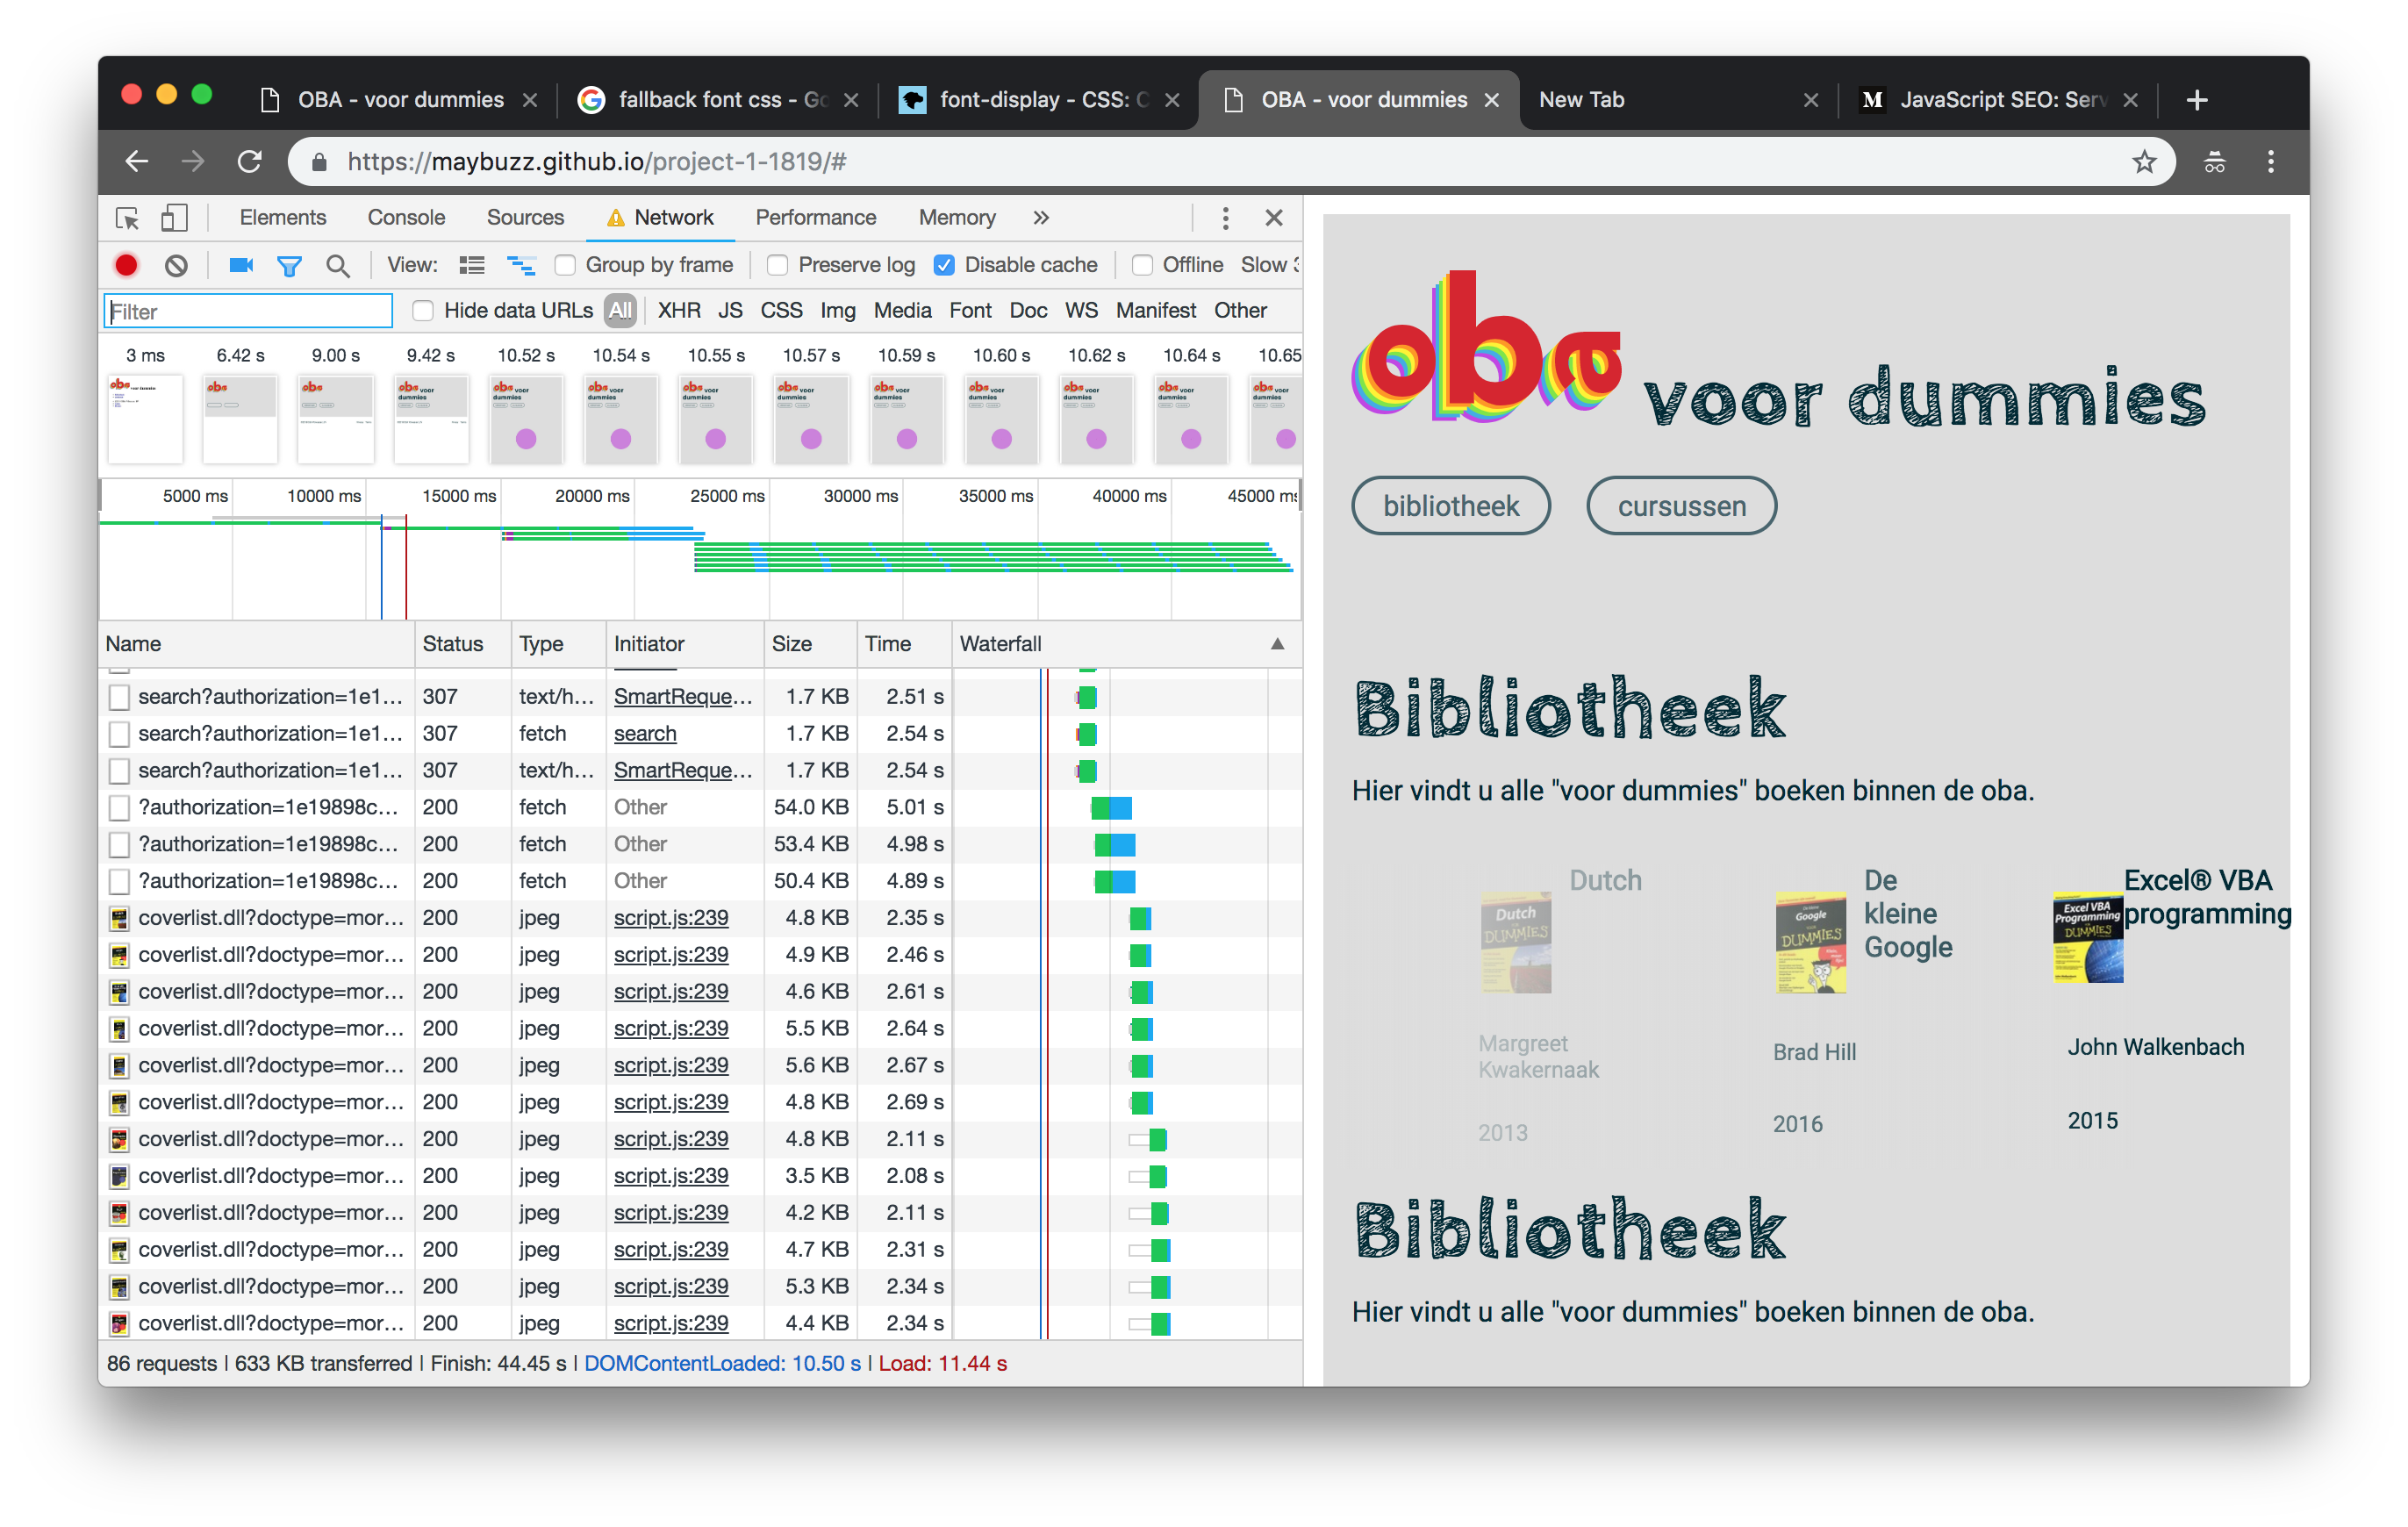 OBA - voor dummies
fallback font css - Go
font-display - CSS: C
OBA - voor dummies
New Tab
M JavaScript SEO: Serv
https://maybuzz.github.io/project-1-1819/#
Elements Console Sources Network Performance Memory
View: Group by frame Preserve log Disable cache Offline Slow 3
Filter Hide data URLs All XHR JS CSS Img Media Font Doc WS Manifest Other
3 ms 6.42 s 9.00 s 9.42 s 10.52 s 10.54 s 10.55 s 10.57 s 10.59 s 10.60 s 10.62 s 10.64 s 10.65
5000 ms 10000 ms 15000 ms 20000 ms 25000 ms 30000 ms 35000 ms 40000 ms 45000 ms
Name Status Type Initiator Size Time Waterfall
search?authorization=1e1... 307 text/h... SmartReque... 1.7 KB 2.51 s
search?authorization=1e1... 307 fetch search 1.7 KB 2.54 s
search?authorization=1e1... 307 text/h... SmartReque... 1.7 KB 2.54 s
?authorization=1e19898c... 200 fetch Other 54.0 KB 5.01 s
?authorization=1e19898c... 200 fetch Other 53.4 KB 4.98 s
?authorization=1e19898c... 200 fetch Other 50.4 KB 4.89 s
coverlist.dll?doctype=mor... 200 jpeg script.js:239 4.8 KB 2.35 s
coverlist.dll?doctype=mor... 200 jpeg script.js:239 4.9 KB 2.46 s
coverlist.dll?doctype=mor... 200 jpeg script.js:239 4.6 KB 2.61 s
coverlist.dll?doctype=mor... 200 jpeg script.js:239 5.5 KB 2.64 s
coverlist.dll?doctype=mor... 200 jpeg script.js:239 5.6 KB 2.67 s
coverlist.dll?doctype=mor... 200 jpeg script.js:239 4.8 KB 2.69 s
coverlist.dll?doctype=mor... 200 jpeg script.js:239 4.8 KB 2.11 s
coverlist.dll?doctype=mor... 200 jpeg script.js:239 3.5 KB 2.08 s
coverlist.dll?doctype=mor... 200 jpeg script.js:239 4.2 KB 2.11 s
coverlist.dll?doctype=mor... 200 jpeg script.js:239 4.7 KB 2.31 s
coverlist.dll?doctype=mor... 200 jpeg script.js:239 5.3 KB 2.34 s
coverlist.dll?doctype=mor... 200 jpeg script.js:239 4.4 KB 2.34 s
86 requests | 633 KB transferred | Finish: 44.45 s | DOMContentLoaded: 10.50 s | Load: 11.44 s
oba voor dummies
bibliotheek cursussen
Bibliotheek
Hier vindt u alle "voor dummies" boeken binnen de oba.
Dutch
DUMMIES
Dutch
Margreet
Kwakernaak
2013
Google
DUMMIES
De
kleine
Google
Brad Hill
2016
Excel VBA
Programming
DUMMIES
Excel® VBA
programming
John Walkenbach
2015
Bibliotheek
Hier vindt u alle "voor dummies" boeken binnen de oba.